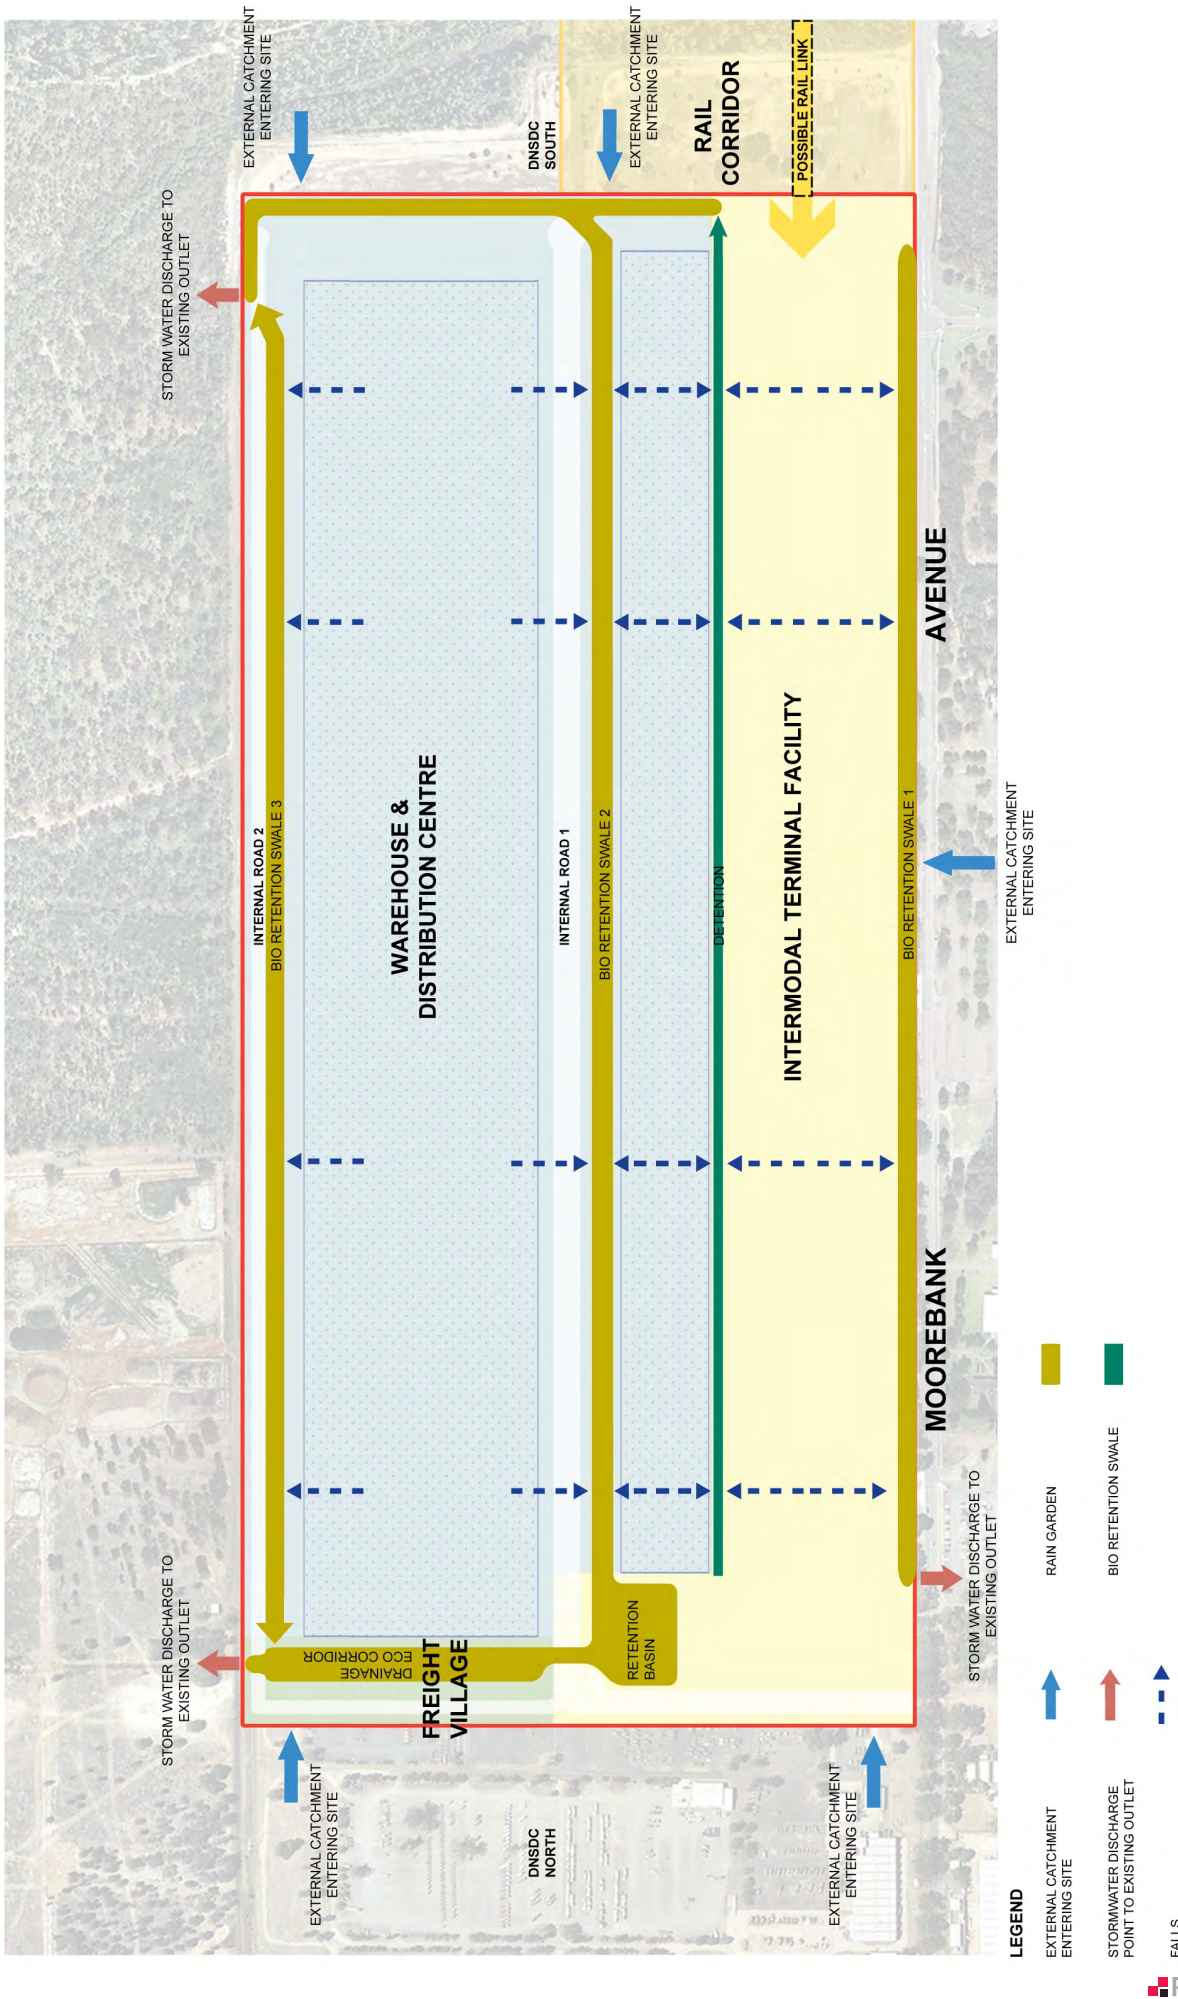 STORM WATER DISCHARGE TO
EXISTING OUTLET
STORM WATER DISCHARGE TO
EXISTING OUTLET
EXTERNAL CATCHMENT
ENTERING SITE
EXTERNAL CATCHMENT
ENTERING SITE
INTERNAL ROAD 2
BIO RETENTION SWALE 3
DRAINAGE
ECO CORRIDOR
FREIGHT
VILLAGE
WAREHOUSE &
DISTRIBUTION CENTRE
DNSDC
NORTH
INTERNAL ROAD 1
DNSDC
SOUTH
BIO RETENTION SWALE 2
RETENTION
BASIN
EXTERNAL CATCHMENT
ENTERING SITE
DETENTION
RAIL
CORRIDOR
INTERMODAL TERMINAL FACILITY
POSSIBLE RAIL LINK
EXTERNAL CATCHMENT
ENTERING SITE
BIO RETENTION SWALE 1
MOOREBANK
AVENUE
STORM WATER DISCHARGE TO
EXISTING OUTLET
EXTERNAL CATCHMENT
ENTERING SITE
LEGEND
EXTERNAL CATCHMENT
ENTERING SITE
RAIN GARDEN
STORMWATER DISCHARGE
POINT TO EXISTING OUTLET
BIO RETENTION SWALE
FALLS